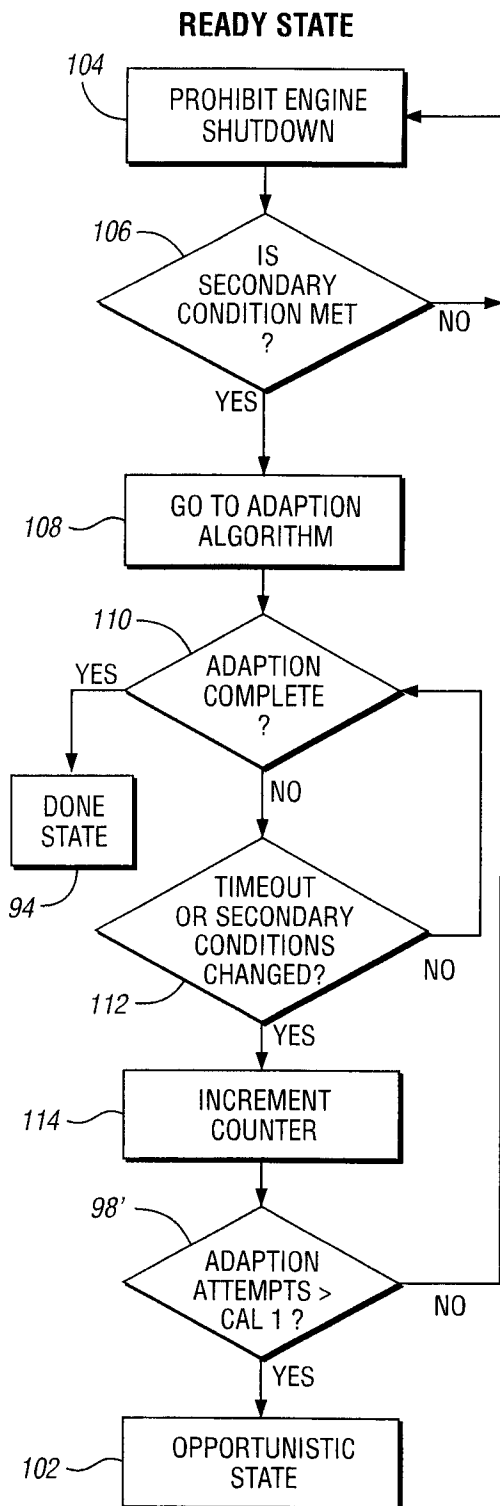 READY STATE
104
PROHIBIT ENGINE
SHUTDOWN
106
IS
SECONDARY
CONDITION MET
?
NO
YES
108
GO TO ADAPTION
ALGORITHM
110
YES
ADAPTION
COMPLETE
?
NO
DONE
STATE
94
TIMEOUT
OR SECONDARY
CONDITIONS
CHANGED?
NO
112
YES
114
INCREMENT
COUNTER
98'
ADAPTION
ATTEMPTS >
CAL 1 ?
NO
YES
102
OPPORTUNISTIC
STATE